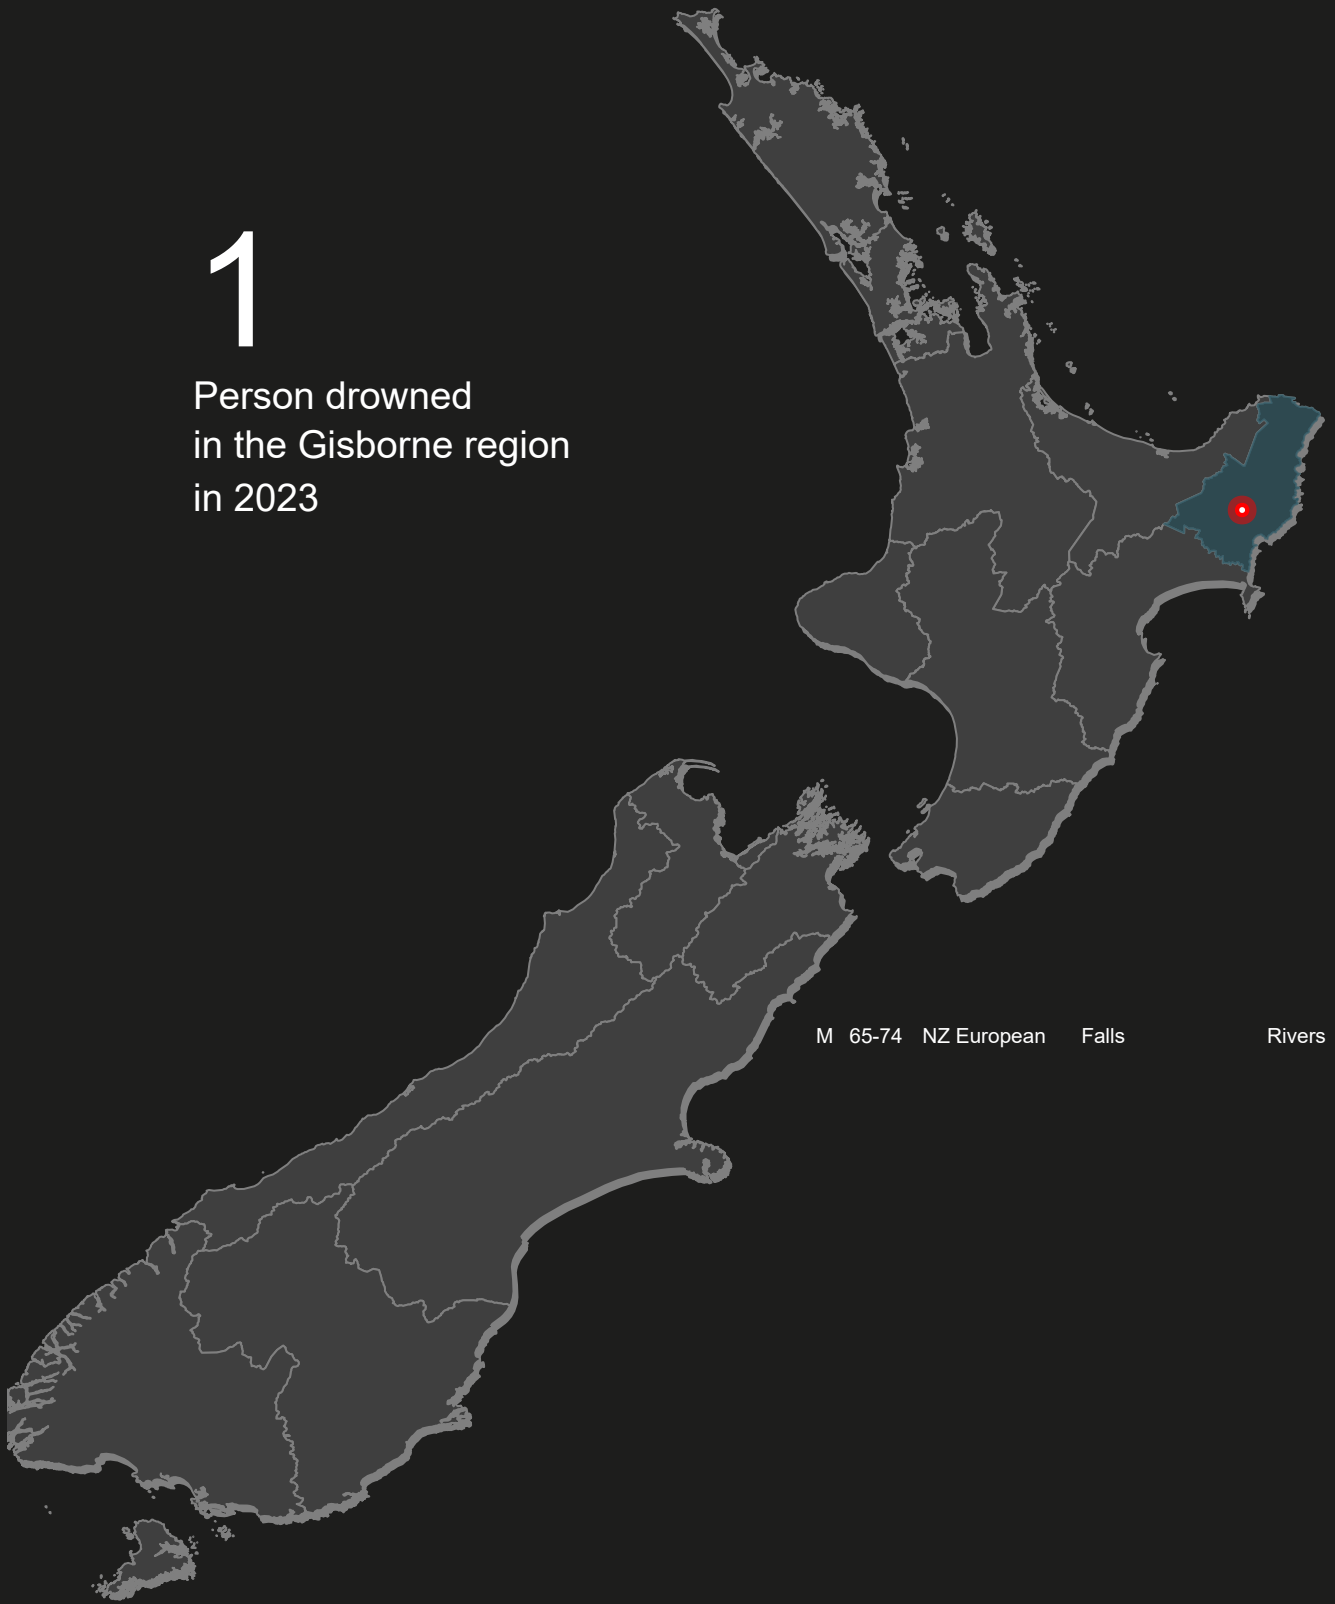 1
Person drowned
in the Gisborne region
in 2023
M 65-74 NZ European Falls Rivers